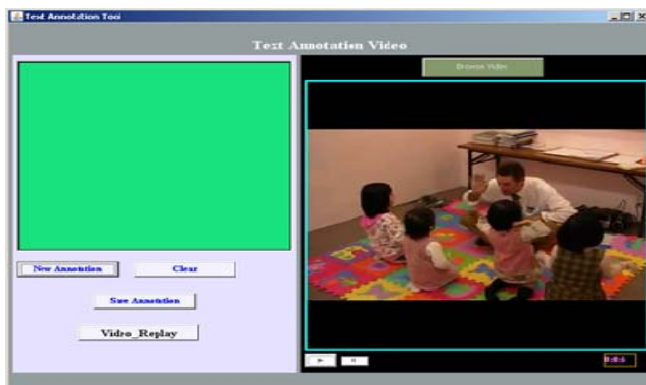 Text Annotation Tool
Text Annotation Video
Browse Video
New Annotation
Clear
Save Annotation
Video_Replay